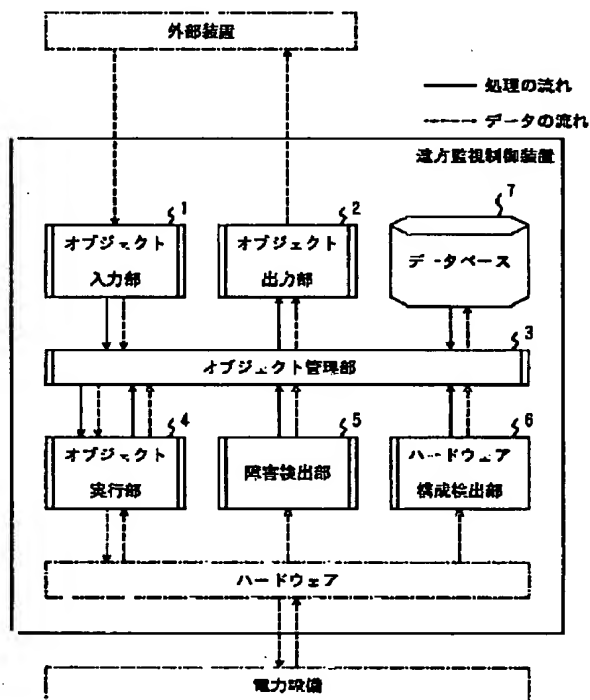 外部装置
処理の流れ
データの流れ
遠方監視制御装置
1
オブジェクト
入力部
2
オブジェクト
出力部
7
データベース
3
オブジェクト管理部
4
オブジェクト
実行部
5
障害検出部
6
ハードウェア
構成検出部
ハードウェア
電力設備